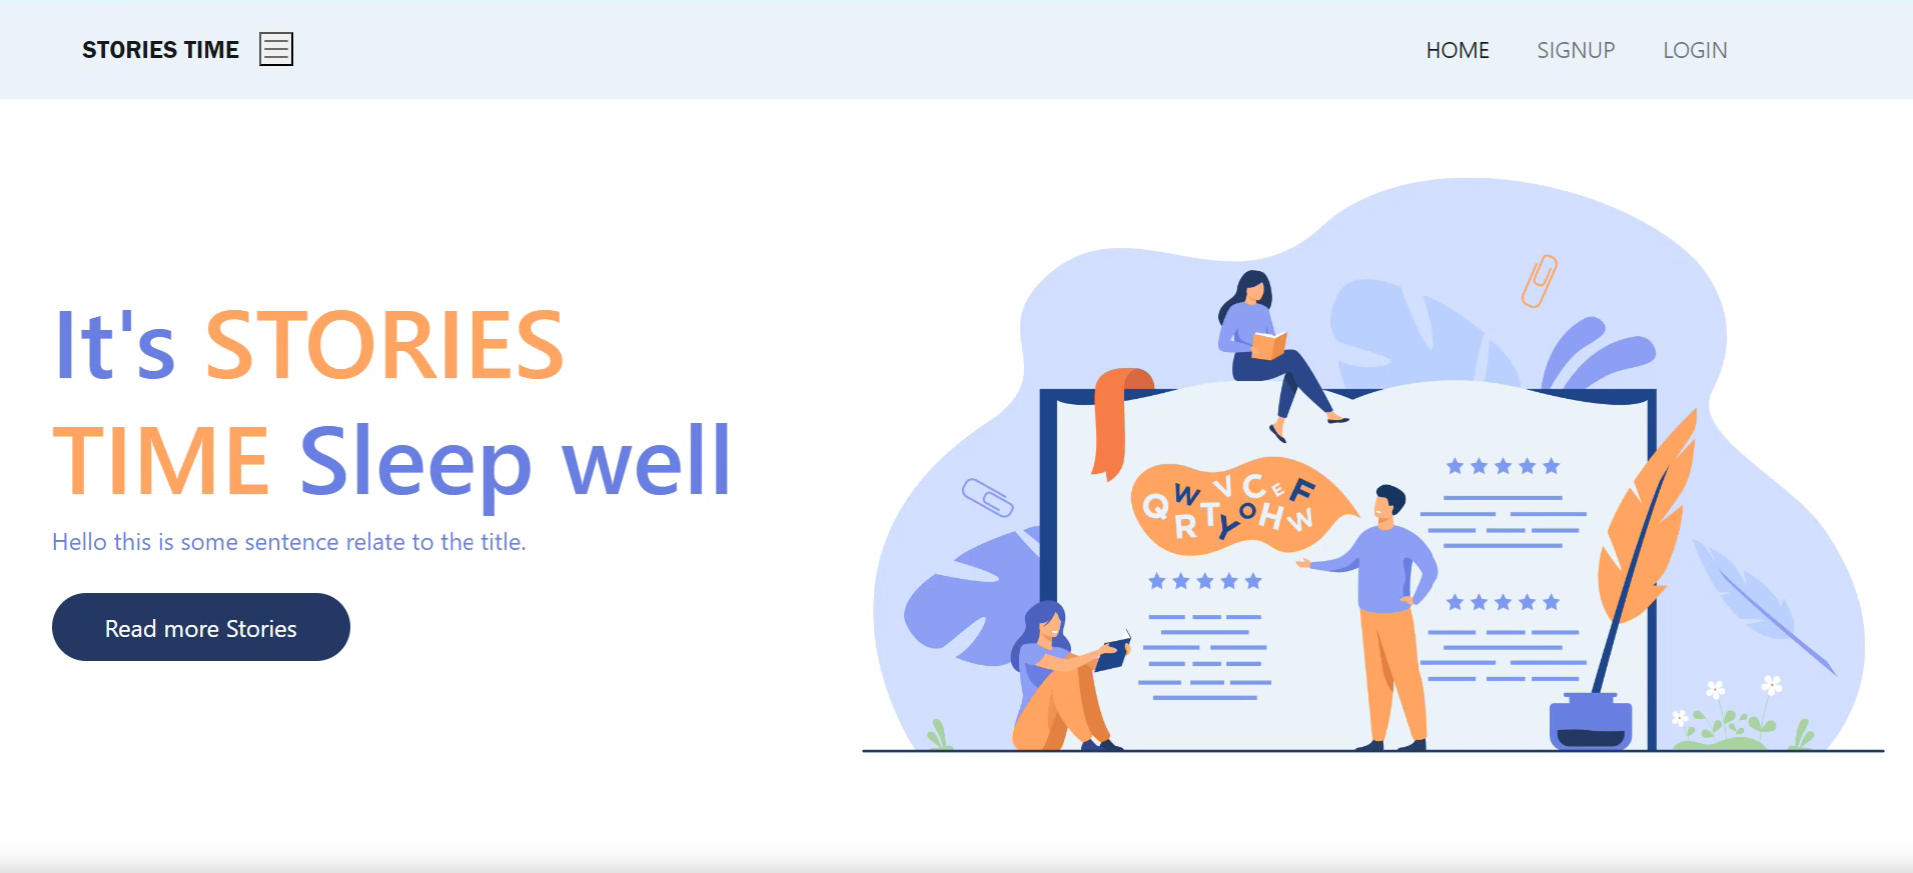 STORIES TIME
HOME SIGNUP LOGIN
It's STORIES
TIME Sleep well
Hello this is some sentence relate to the title.
Read more Stories
Q W V C E F
R T Y O H W